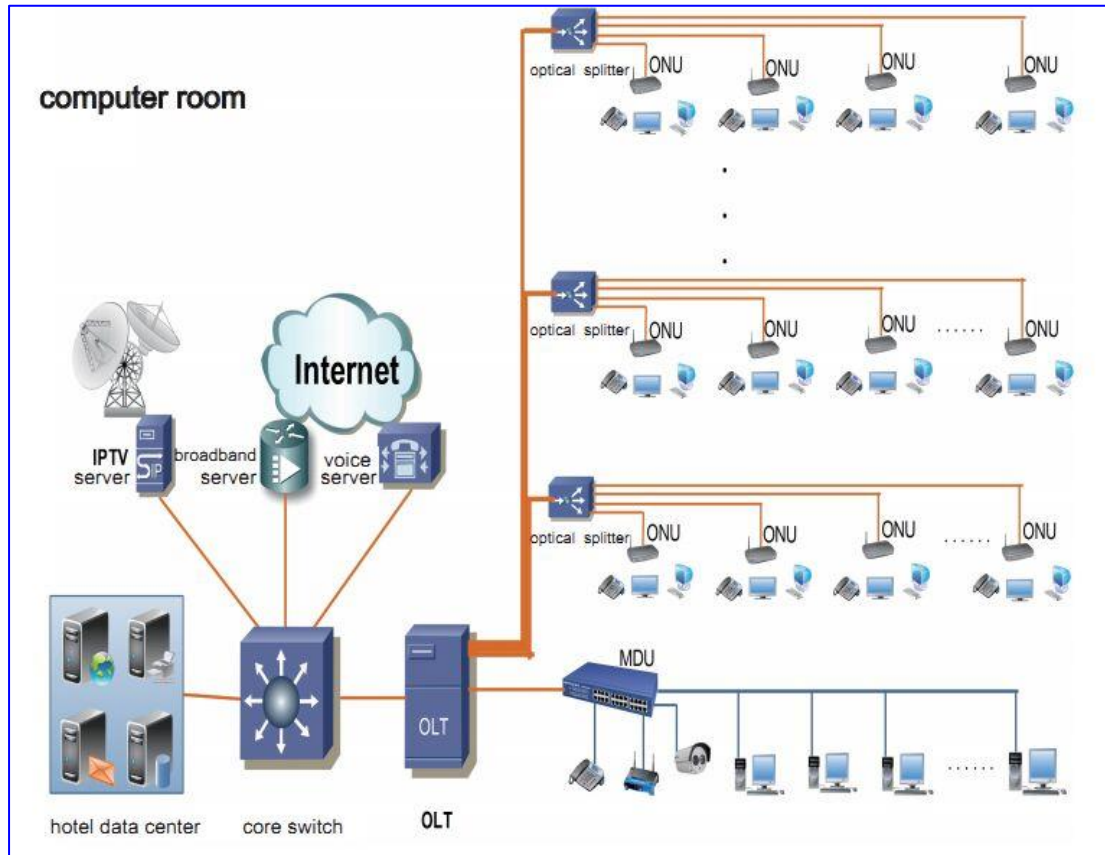 computer room
optical splitter
ONU
ONU
ONU
ONU
optical splitter
ONU
ONU
ONU
......
ONU
optical splitter
ONU
ONU
ONU
......
ONU
Internet
IPTV
server
SIP
broadband
server
voice
server
MDU
OLT
......
hotel data center
core switch
OLT